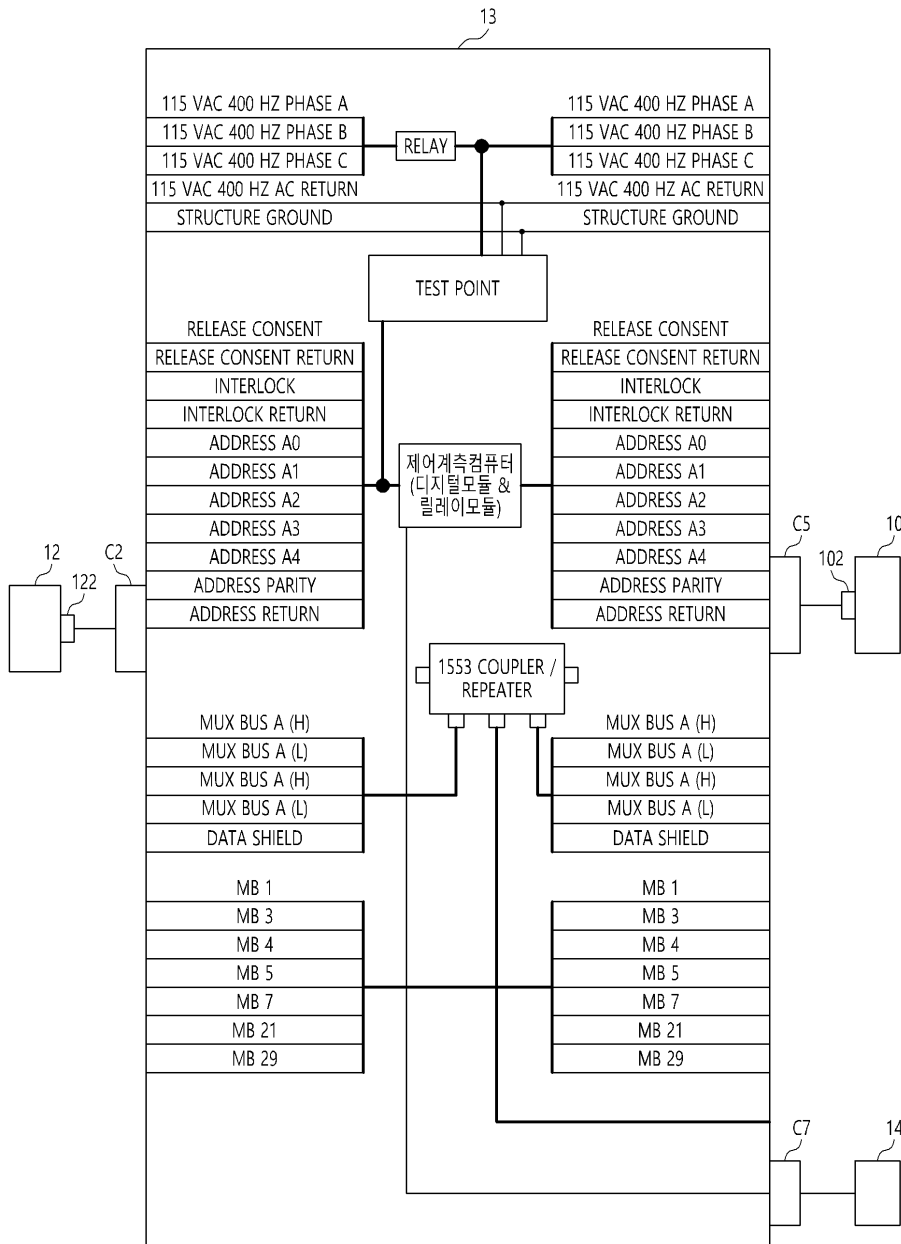 13
115 VAC 400 HZ PHASE A
115 VAC 400 HZ PHASE B
115 VAC 400 HZ PHASE C
115 VAC 400 HZ AC RETURN
STRUCTURE GROUND
RELAY
115 VAC 400 HZ PHASE A
115 VAC 400 HZ PHASE B
115 VAC 400 HZ PHASE C
115 VAC 400 HZ AC RETURN
STRUCTURE GROUND
TEST POINT
RELEASE CONSENT
RELEASE CONSENT RETURN
INTERLOCK
INTERLOCK RETURN
ADDRESS A0
ADDRESS A1
ADDRESS A2
ADDRESS A3
ADDRESS A4
ADDRESS PARITY
ADDRESS RETURN
제어계측컴퓨터
(디지털모듈 &
릴레이모듈)
RELEASE CONSENT
RELEASE CONSENT RETURN
INTERLOCK
INTERLOCK RETURN
ADDRESS A0
ADDRESS A1
ADDRESS A2
ADDRESS A3
ADDRESS A4
ADDRESS PARITY
ADDRESS RETURN
12
122
C2
C5
102
10
1553 COUPLER /
REPEATER
MUX BUS A (H)
MUX BUS A (L)
MUX BUS A (H)
MUX BUS A (L)
DATA SHIELD
MUX BUS A (H)
MUX BUS A (L)
MUX BUS A (H)
MUX BUS A (L)
DATA SHIELD
MB 1
MB 3
MB 4
MB 5
MB 7
MB 21
MB 29
MB 1
MB 3
MB 4
MB 5
MB 7
MB 21
MB 29
C7
14